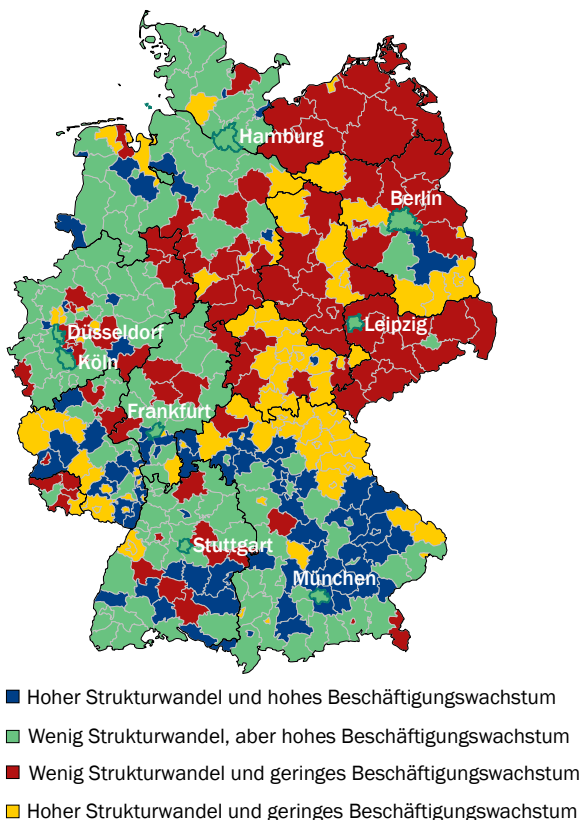 Hamburg
Berlin
Leipzig
Düsseldorf
Köln
Frankfurt
Stuttgart
München
Hoher Strukturwandel und hohes Beschäftigungswachstum
Wenig Strukturwandel, aber hohes Beschäftigungswachstum
Wenig Strukturwandel und geringes Beschäftigungswachstum
Hoher Strukturwandel und geringes Beschäftigungswachstum